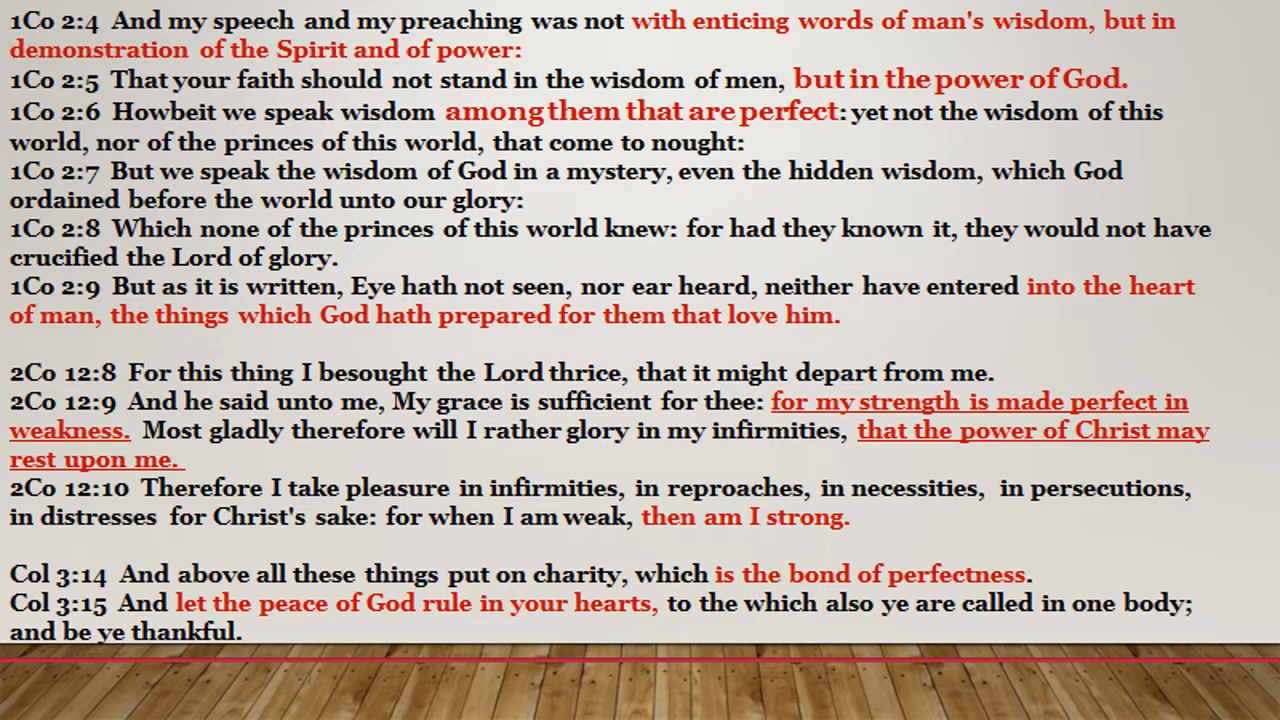 1Co 2:4 And my speech and my preaching was not with enticing words of man's wisdom, but in
demonstration of the Spirit and of power:
1Co 2:5 That your faith should not stand in the wisdom of men, but in the power of God.
1Co 2:6 Howbeit we speak wisdom among them that are perfect: yet not the wisdom of this
world, nor of the princes of this world, that come to nought:
1Co 2:7 But we speak the wisdom of God in a mystery, even the hidden wisdom, which God
ordained before the world unto our glory:
1Co 2:8 Which none of the princes of this world knew: for had they known it, they would not have
crucified the Lord of glory.
1Co 2:9 But as it is written, Eye hath not seen, nor ear heard, neither have entered into the heart
of man, the things which God hath prepared for them that love him.
2Co 12:8 For this thing I besought the Lord thrice, that it might depart from me.
2Co 12:9 And he said unto me, My grace is sufficient for thee: for my strength is made perfect in
weakness. Most gladly therefore will I rather glory in my infirmities, that the power of Christ may
rest upon me.
2Co 12:10 Therefore I take pleasure in infirmities, in reproaches, in necessities, in persecutions,
in distresses for Christ's sake: for when I am weak, then am I strong.
Col 3:14 And above all these things put on charity, which is the bond of perfectness.
Col 3:15 And let the peace of God rule in your hearts, to the which also ye are called in one body;
and be ye thankful.